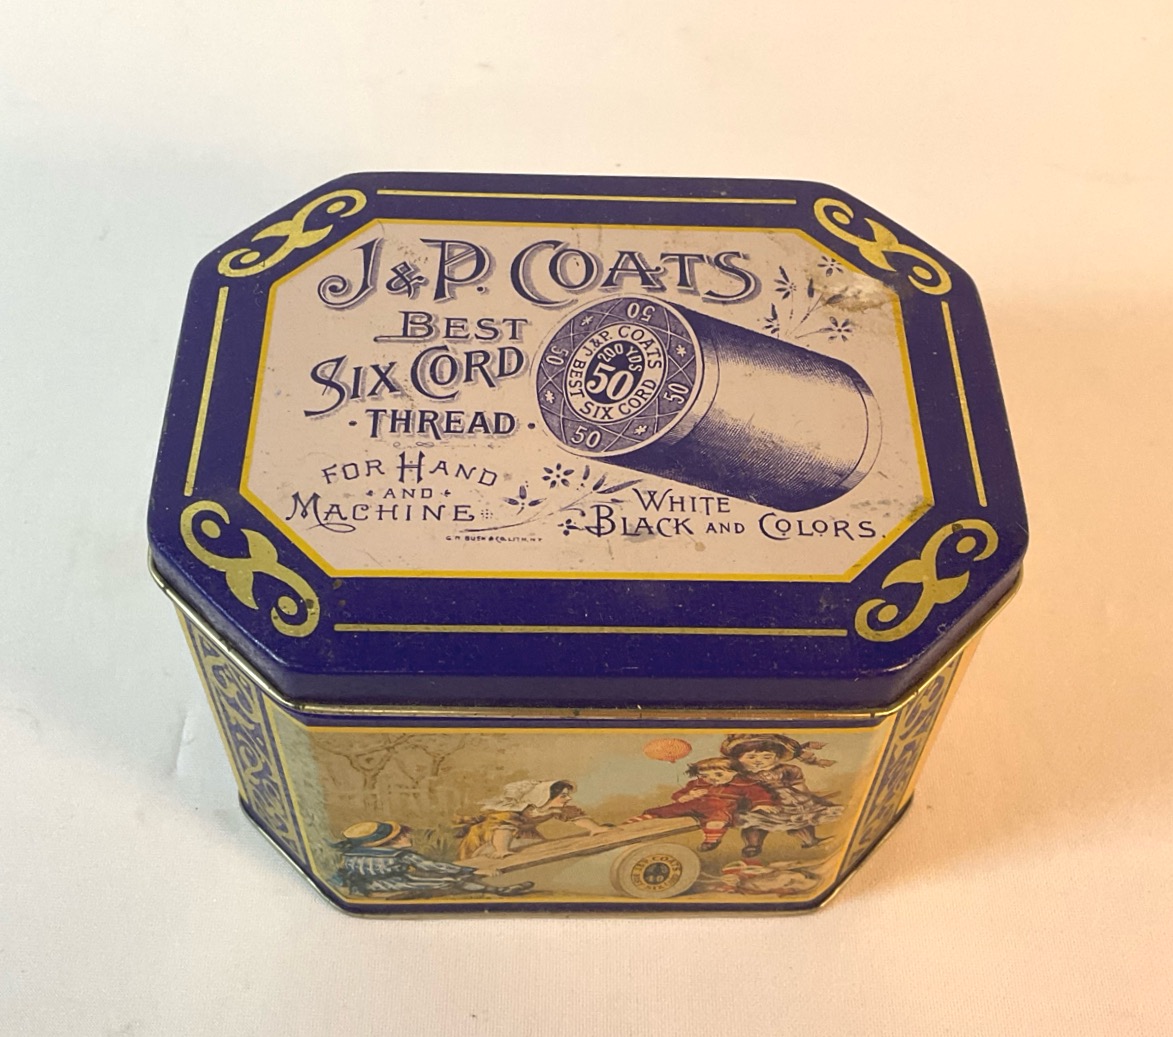 J & P. COATS
BEST
SIX CORD
· THREAD ·
FOR HAND
· AND ·
MACHINE
WHITE
BLACK AND COLORS.
J. & P. COATS
BEST SIX CORD
200 YDS
50
50
50
50
50